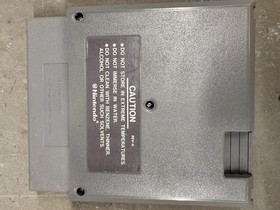 CAUTION
REV-A
• DO NOT STORE IN EXTREME TEMPERATURES.
• DO NOT IMMERSE IN WATER.
• DO NOT CLEAN WITH BENZENE, THINNER,
ALCOHOL OR OTHER SUCH SOLVENTS.
®Nintendo®